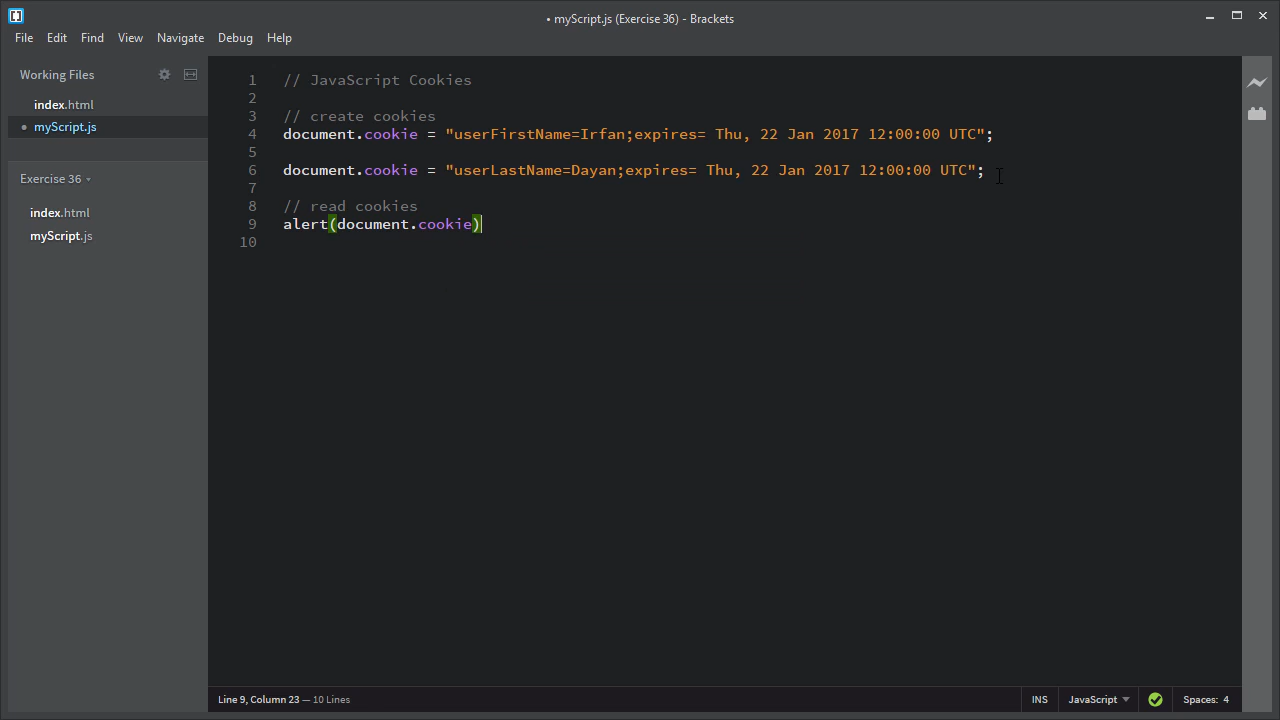 • myScript.js (Exercise 36) - Brackets
File Edit Find View Navigate Debug Help
Working Files
index.html
• myScript.js
Exercise 36
index.html
myScript.js
1 // JavaScript Cookies
2
3 // create cookies
4 document.cookie = "userFirstName=Irfan;expires= Thu, 22 Jan 2017 12:00:00 UTC";
5
6 document.cookie = "userLastName=Dayan;expires= Thu, 22 Jan 2017 12:00:00 UTC";
7
8 // read cookies
9 alert(document.cookie)
10
Line 9, Column 23 — 10 Lines INS JavaScript Spaces: 4